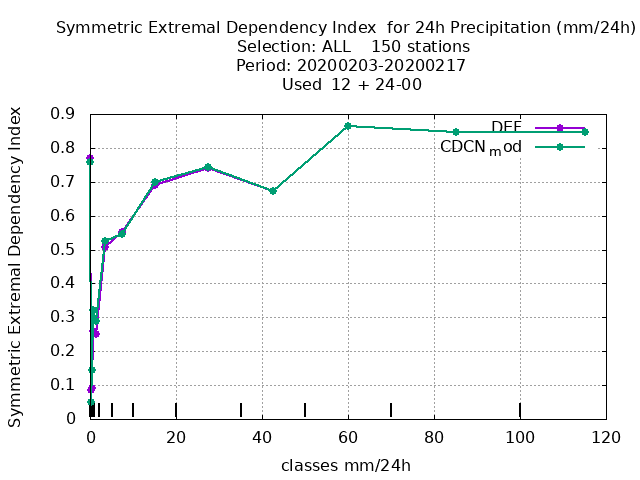 Symmetric Extremal Dependency Index  for 24h Precipitation (mm/24h)
Selection: ALL    150 stations
Period: 20200203-20200217
Used  12 + 24-00
Symmetric Extremal Dependency Index
0.9
0.8
0.7
0.6
0.5
0.4
0.3
0.2
0.1
0
CDCNmod
0 20 40 60 80 100 120
classes mm/24h